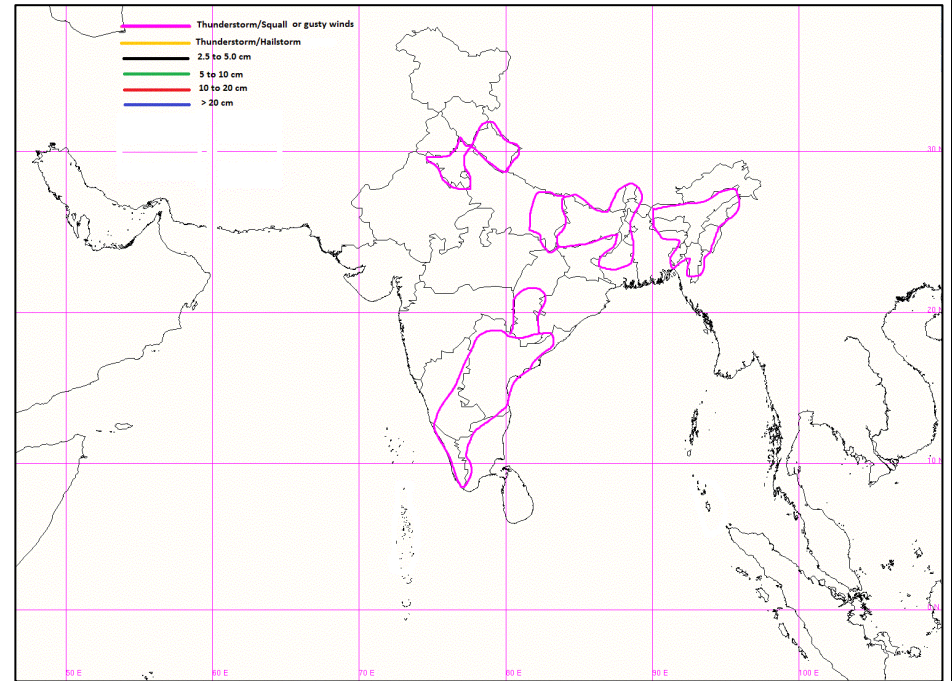 Thunderstorm/Squall or gusty winds
Thunderstorm/Hailstorm
2.5 to 5.0 cm
5 to 10 cm
10 to 20 cm
> 20 cm
30 N
20 N
10 N
50 E
60 E
70 E
80 E
90 E
100 E